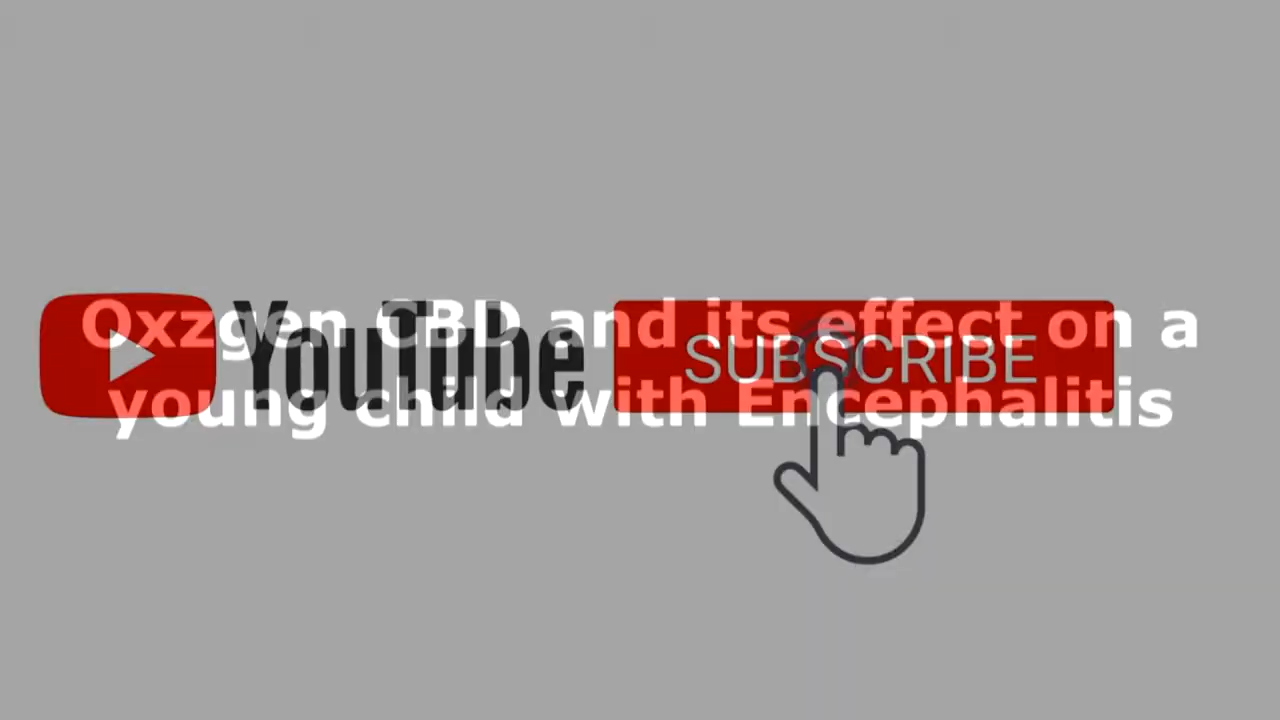 Oxzgen CBD and its effect on a
young child with Encephalitis
YouTube
SUBSCRIBE